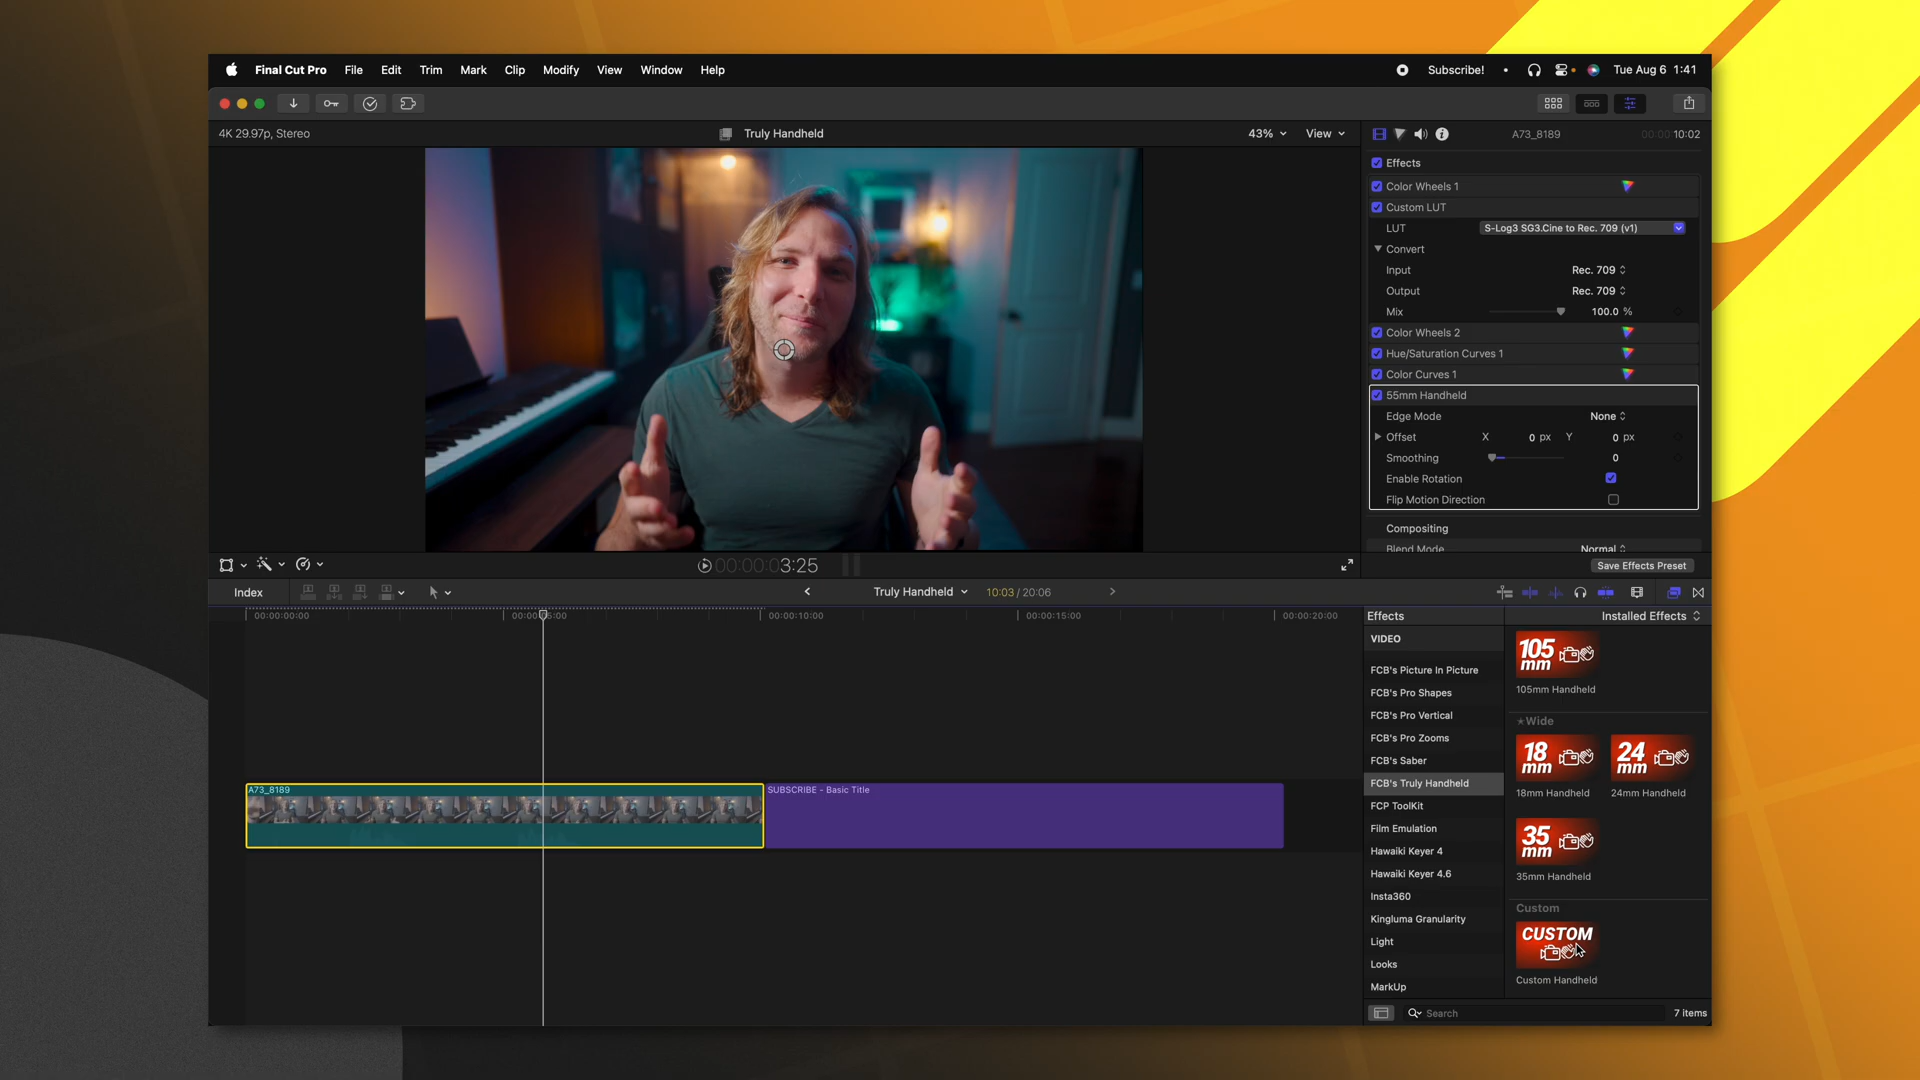 Final Cut Pro File Edit Trim Mark Clip Modify View Window Help
Subscribe! Tue Aug 6 1:41
4K 29.97p, Stereo
Truly Handheld
43% View
A73_8189
00:00:10:02
Effects
Color Wheels 1
Custom LUT
LUT S-Log3 SG3.Cine to Rec. 709 (v1)
Convert
Input Rec. 709
Output Rec. 709
Mix 100.0 %
Color Wheels 2
Hue/Saturation Curves 1
Color Curves 1
55mm Handheld
Edge Mode None
Offset X 0 px Y 0 px
Smoothing 0
Enable Rotation
Flip Motion Direction
Compositing
Blend Mode Normal
Save Effects Preset
00:00:03:25
Index
Truly Handheld 10:03 / 20:06
00:00:00:00 00:00:05:00 00:00:10:00 00:00:15:00 00:00:20:00
A73_8189
SUBSCRIBE - Basic Title
Effects
Installed Effects
VIDEO
FCB's Picture In Picture
FCB's Pro Shapes
FCB's Pro Vertical
FCB's Pro Zooms
FCB's Saber
FCB's Truly Handheld
FCP ToolKit
Film Emulation
Hawaiki Keyer 4
Hawaiki Keyer 4.6
Insta360
Kingluma Granularity
Light
Looks
MarkUp
105
mm
105mm Handheld
Wide
18
mm
18mm Handheld
24
mm
24mm Handheld
35
mm
35mm Handheld
Custom
CUSTOM
Custom Handheld
Search
7 items